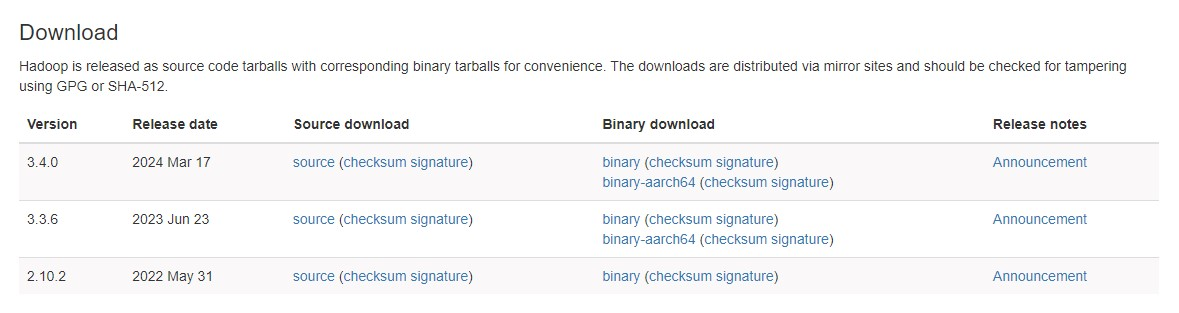 Download
Hadoop is released as source code tarballs with corresponding binary tarballs for convenience. The downloads are distributed via mirror sites and should be checked for tampering
using GPG or SHA-512.
Version Release date Source download Binary download Release notes
3.4.0 2024 Mar 17 source (checksum signature) binary (checksum signature) Announcement
binary-aarch64 (checksum signature)
3.3.6 2023 Jun 23 source (checksum signature) binary (checksum signature) Announcement
binary-aarch64 (checksum signature)
2.10.2 2022 May 31 source (checksum signature) binary (checksum signature) Announcement